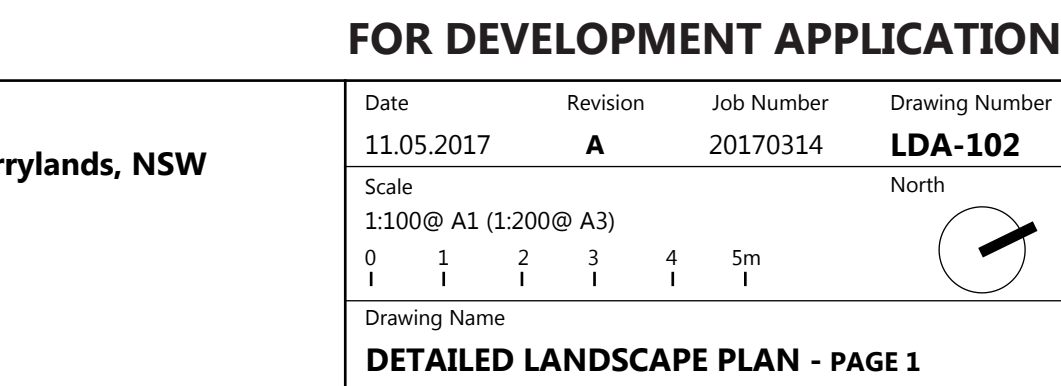 FOR DEVELOPMENT APPLICATION
Date Revision Job Number Drawing Number
11.05.2017 A 20170314 LDA-102
rrylands, NSW
Scale North
1:100@ A1 (1:200@ A3)
0 1 2 3 4 5m
Drawing Name
DETAILED LANDSCAPE PLAN - PAGE 1